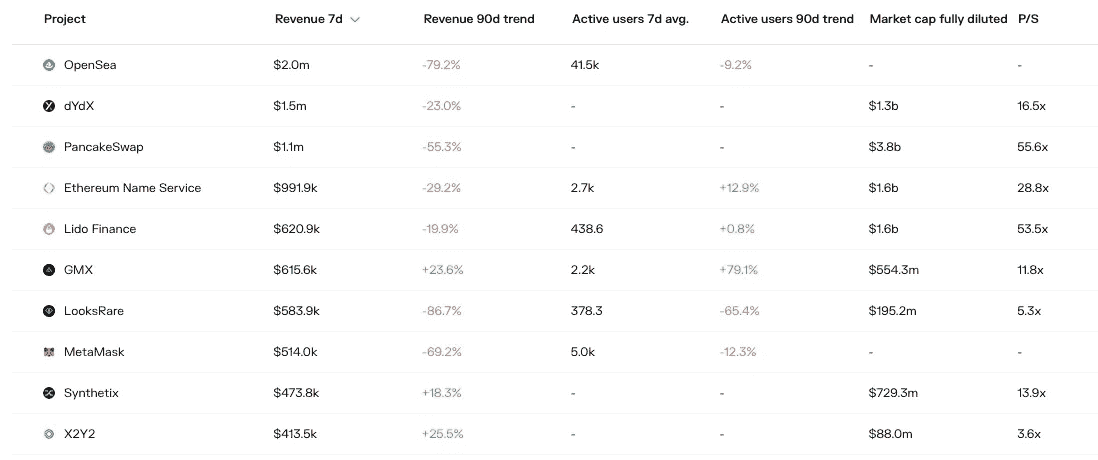 Project Revenue 7d Revenue 90d trend Active users 7d avg. Active users 90d trend Market cap fully diluted P/S
OpenSea $2.0m -79.2% 41.5k -9.2% - -
dYdX $1.5m -23.0% - - $1.3b 16.5x
PancakeSwap $1.1m -55.3% - - $3.8b 55.6x
Ethereum Name Service $991.9k -29.2% 2.7k +12.9% $1.6b 28.8x
Lido Finance $620.9k -19.9% 438.6 +0.8% $1.6b 53.5x
GMX $615.6k +23.6% 2.2k +79.1% $554.3m 11.8x
LooksRare $583.9k -86.7% 378.3 -65.4% $195.2m 5.3x
MetaMask $514.0k -69.2% 5.0k -12.3% - -
Synthetix $473.8k +18.3% - - $729.3m 13.9x
X2Y2 $413.5k +25.5% - - $88.0m 3.6x